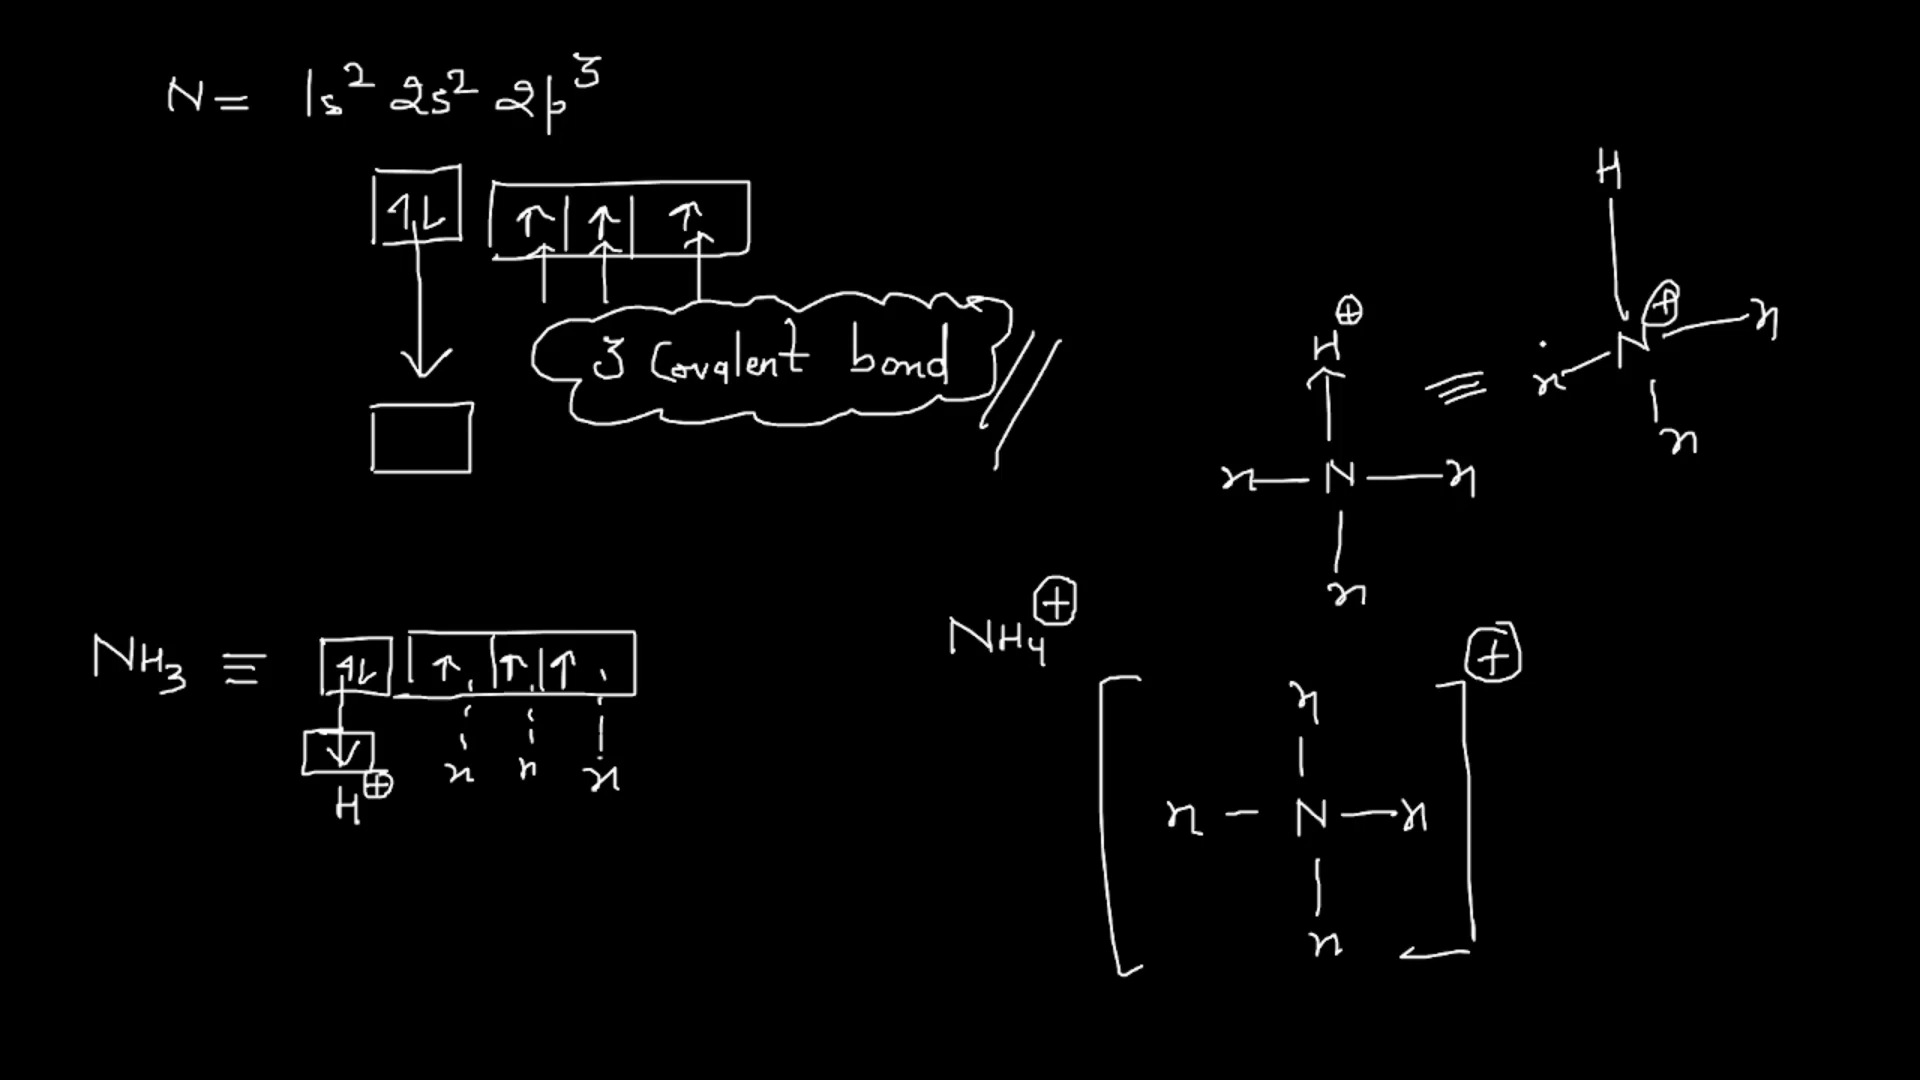 N = 1s² 2s² 2p³
↑↓ ↑ ↑ ↑
3 Covalent bond
H
N⊕
H H H
H⊕
H — N — H
H
≡
NH₃ ≡ ↑↓ ↑ ↑ ↑
H⊕ H H H
NH₄⊕
H
H – N — H
H
⊕